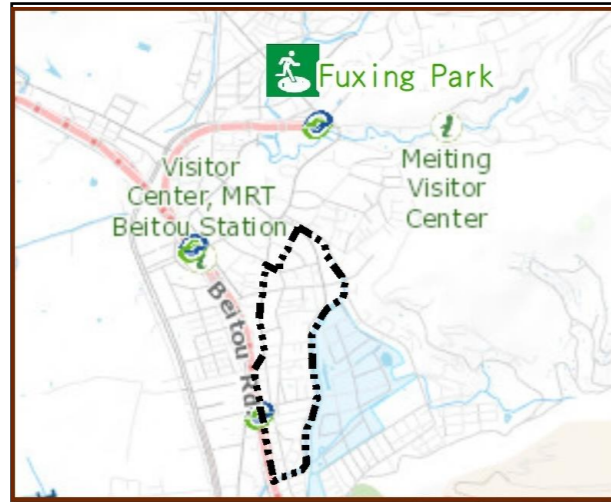 Fuxing Park
Visitor
Center, MRT
Beitou Station
Meiting
Visitor
Center
Beitou Rd.